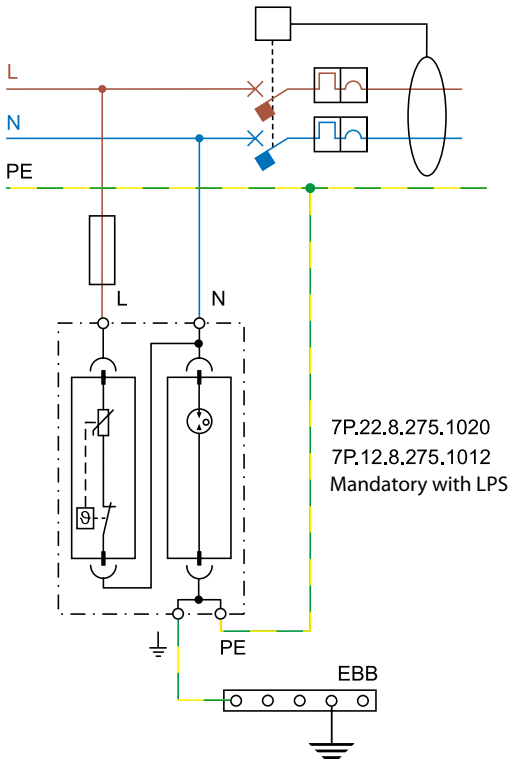 L
N
PE
L
N
7P.22.8.275.1020
7P.12.8.275.1012
Mandatory with LPS
ϑ
PE
EBB